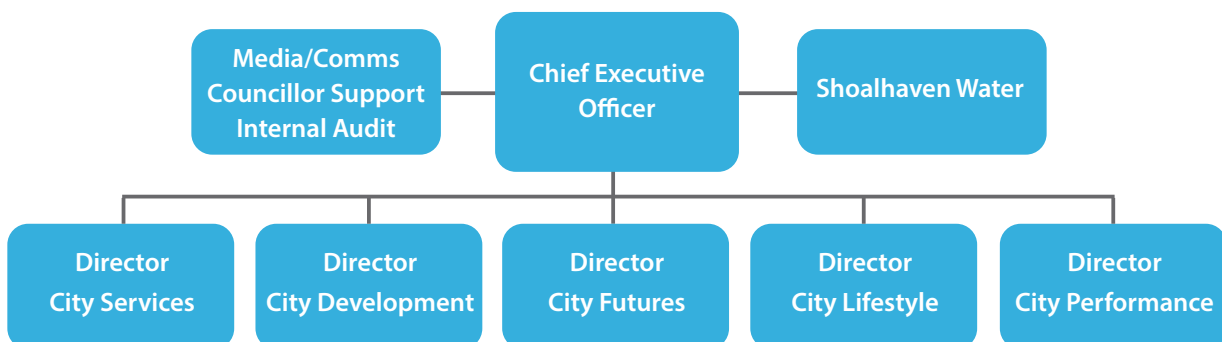 Media/Comms
Councillor Support
Internal Audit
Chief Executive
Officer
Shoalhaven Water
Director
City Services
Director
City Development
Director
City Futures
Director
City Lifestyle
Director
City Performance